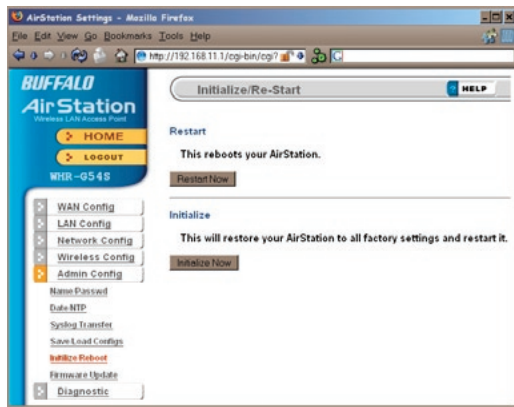 AirStation Settings - Mozilla Firefox
File Edit View Go Bookmarks Tools Help
http://192.168.11.1/cgi-bin/cgi?
BUFFALO
AirStation
Wireless LAN Access Point
HOME
LOGOUT
WHR-G54S
WAN Config
LAN Config
Network Config
Wireless Config
Admin Config
Name Passwd
Date NTP
Syslog Transfer
Save Load Configs
Initilize Reboot
Firmware Update
Diagnostic
Initialize/Re-Start
HELP
Restart
This reboots your AirStation.
Restart Now
Initialize
This will restore your AirStation to all factory settings and restart it.
Initialize Now